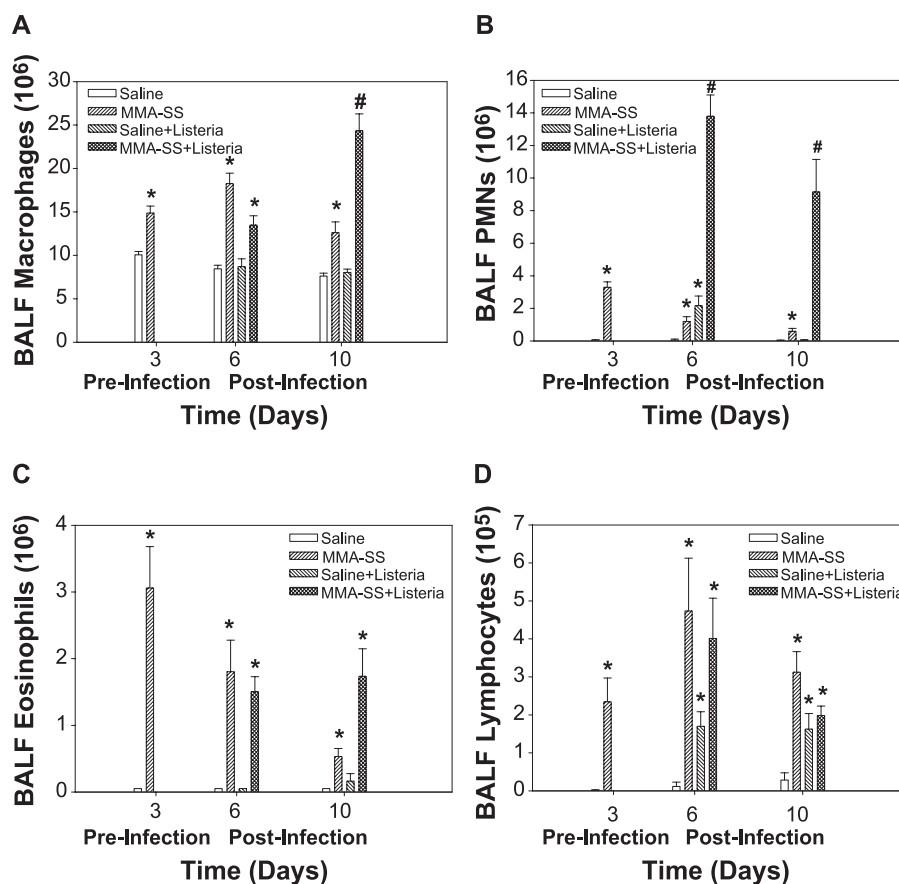 A
BALF Macrophages (10⁶)
30
25
20
15
10
5
0
Saline
MMA-SS
Saline+Listeria
MMA-SS+Listeria
*
*
*
*
#
3
6
10
Pre-Infection
Post-Infection
Time (Days)
B
BALF PMNs (10⁶)
16
14
12
10
8
6
4
2
0
Saline
MMA-SS
Saline+Listeria
MMA-SS+Listeria
*
*
*
#
*
#
3
6
10
Pre-Infection
Post-Infection
Time (Days)
C
BALF Eosinophils (10⁶)
4
3
2
1
0
Saline
MMA-SS
Saline+Listeria
MMA-SS+Listeria
*
*
*
*
*
3
6
10
Pre-Infection
Post-Infection
Time (Days)
D
BALF Lymphocytes (10⁵)
7
6
5
4
3
2
1
0
Saline
MMA-SS
Saline+Listeria
MMA-SS+Listeria
*
*
*
*
*
*
*
3
6
10
Pre-Infection
Post-Infection
Time (Days)